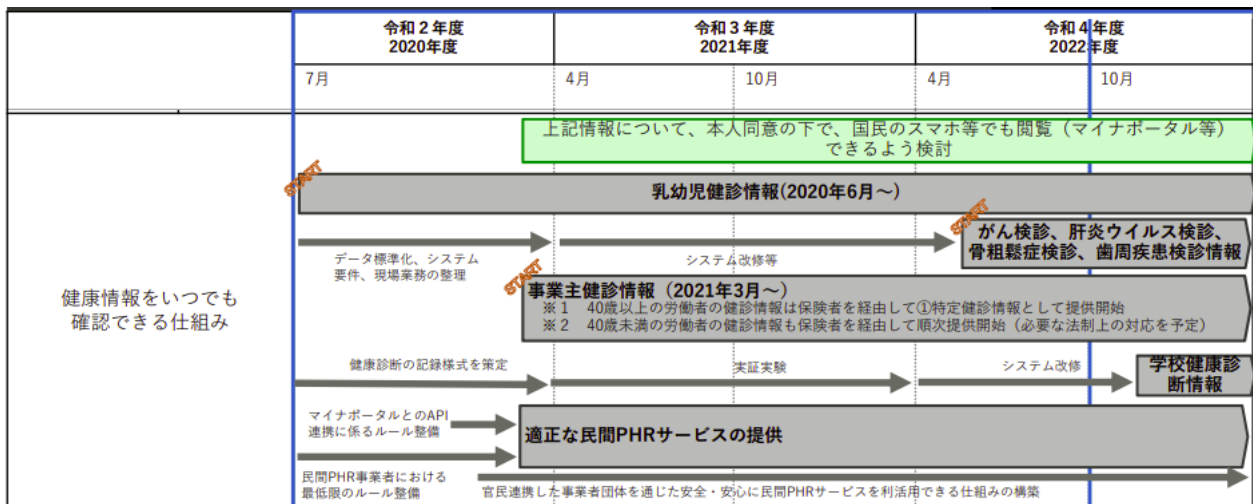 令和２年度
2020年度
令和３年度
2021年度
令和４年度
2022年度
7月
4月
10月
4月
10月
健康情報をいつでも
確認できる仕組み
上記情報について、本人同意の下で、国民のスマホ等でも閲覧（マイナポータル等）
できるよう検討
START
乳幼児健診情報(2020年6月～)
データ標準化、システム
要件、現場業務の整理
システム改修等
START
がん検診、肝炎ウイルス検診、
骨粗鬆症検診、歯周疾患検診情報
START
事業主健診情報（2021年3月～）
※１　40歳以上の労働者の健診情報は保険者を経由して①特定健診情報として提供開始
※２　40歳未満の労働者の健診情報も保険者を経由して順次提供開始（必要な法制上の対応を予定）
健康診断の記録様式を策定
実証実験
システム改修
学校健康診
断情報
マイナポータルとのAPI
連携に係るルール整備
適正な民間PHRサービスの提供
民間PHR事業者における
最低限のルール整備
官民連携した事業者団体を通じた安全・安心に民間PHRサービスを利活用できる仕組みの構築